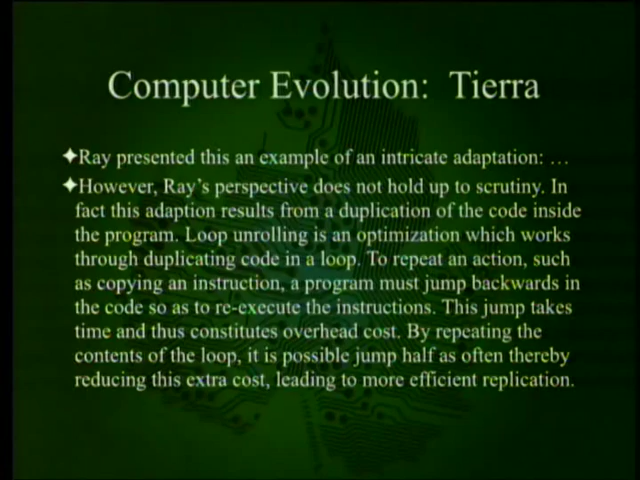 Computer Evolution: Tierra
✦Ray presented this an example of an intricate adaptation: …
✦However, Ray's perspective does not hold up to scrutiny. In
fact this adaption results from a duplication of the code inside
the program. Loop unrolling is an optimization which works
through duplicating code in a loop. To repeat an action, such
as copying an instruction, a program must jump backwards in
the code so as to re-execute the instructions. This jump takes
time and thus constitutes overhead cost. By repeating the
contents of the loop, it is possible jump half as often thereby
reducing this extra cost, leading to more efficient replication.